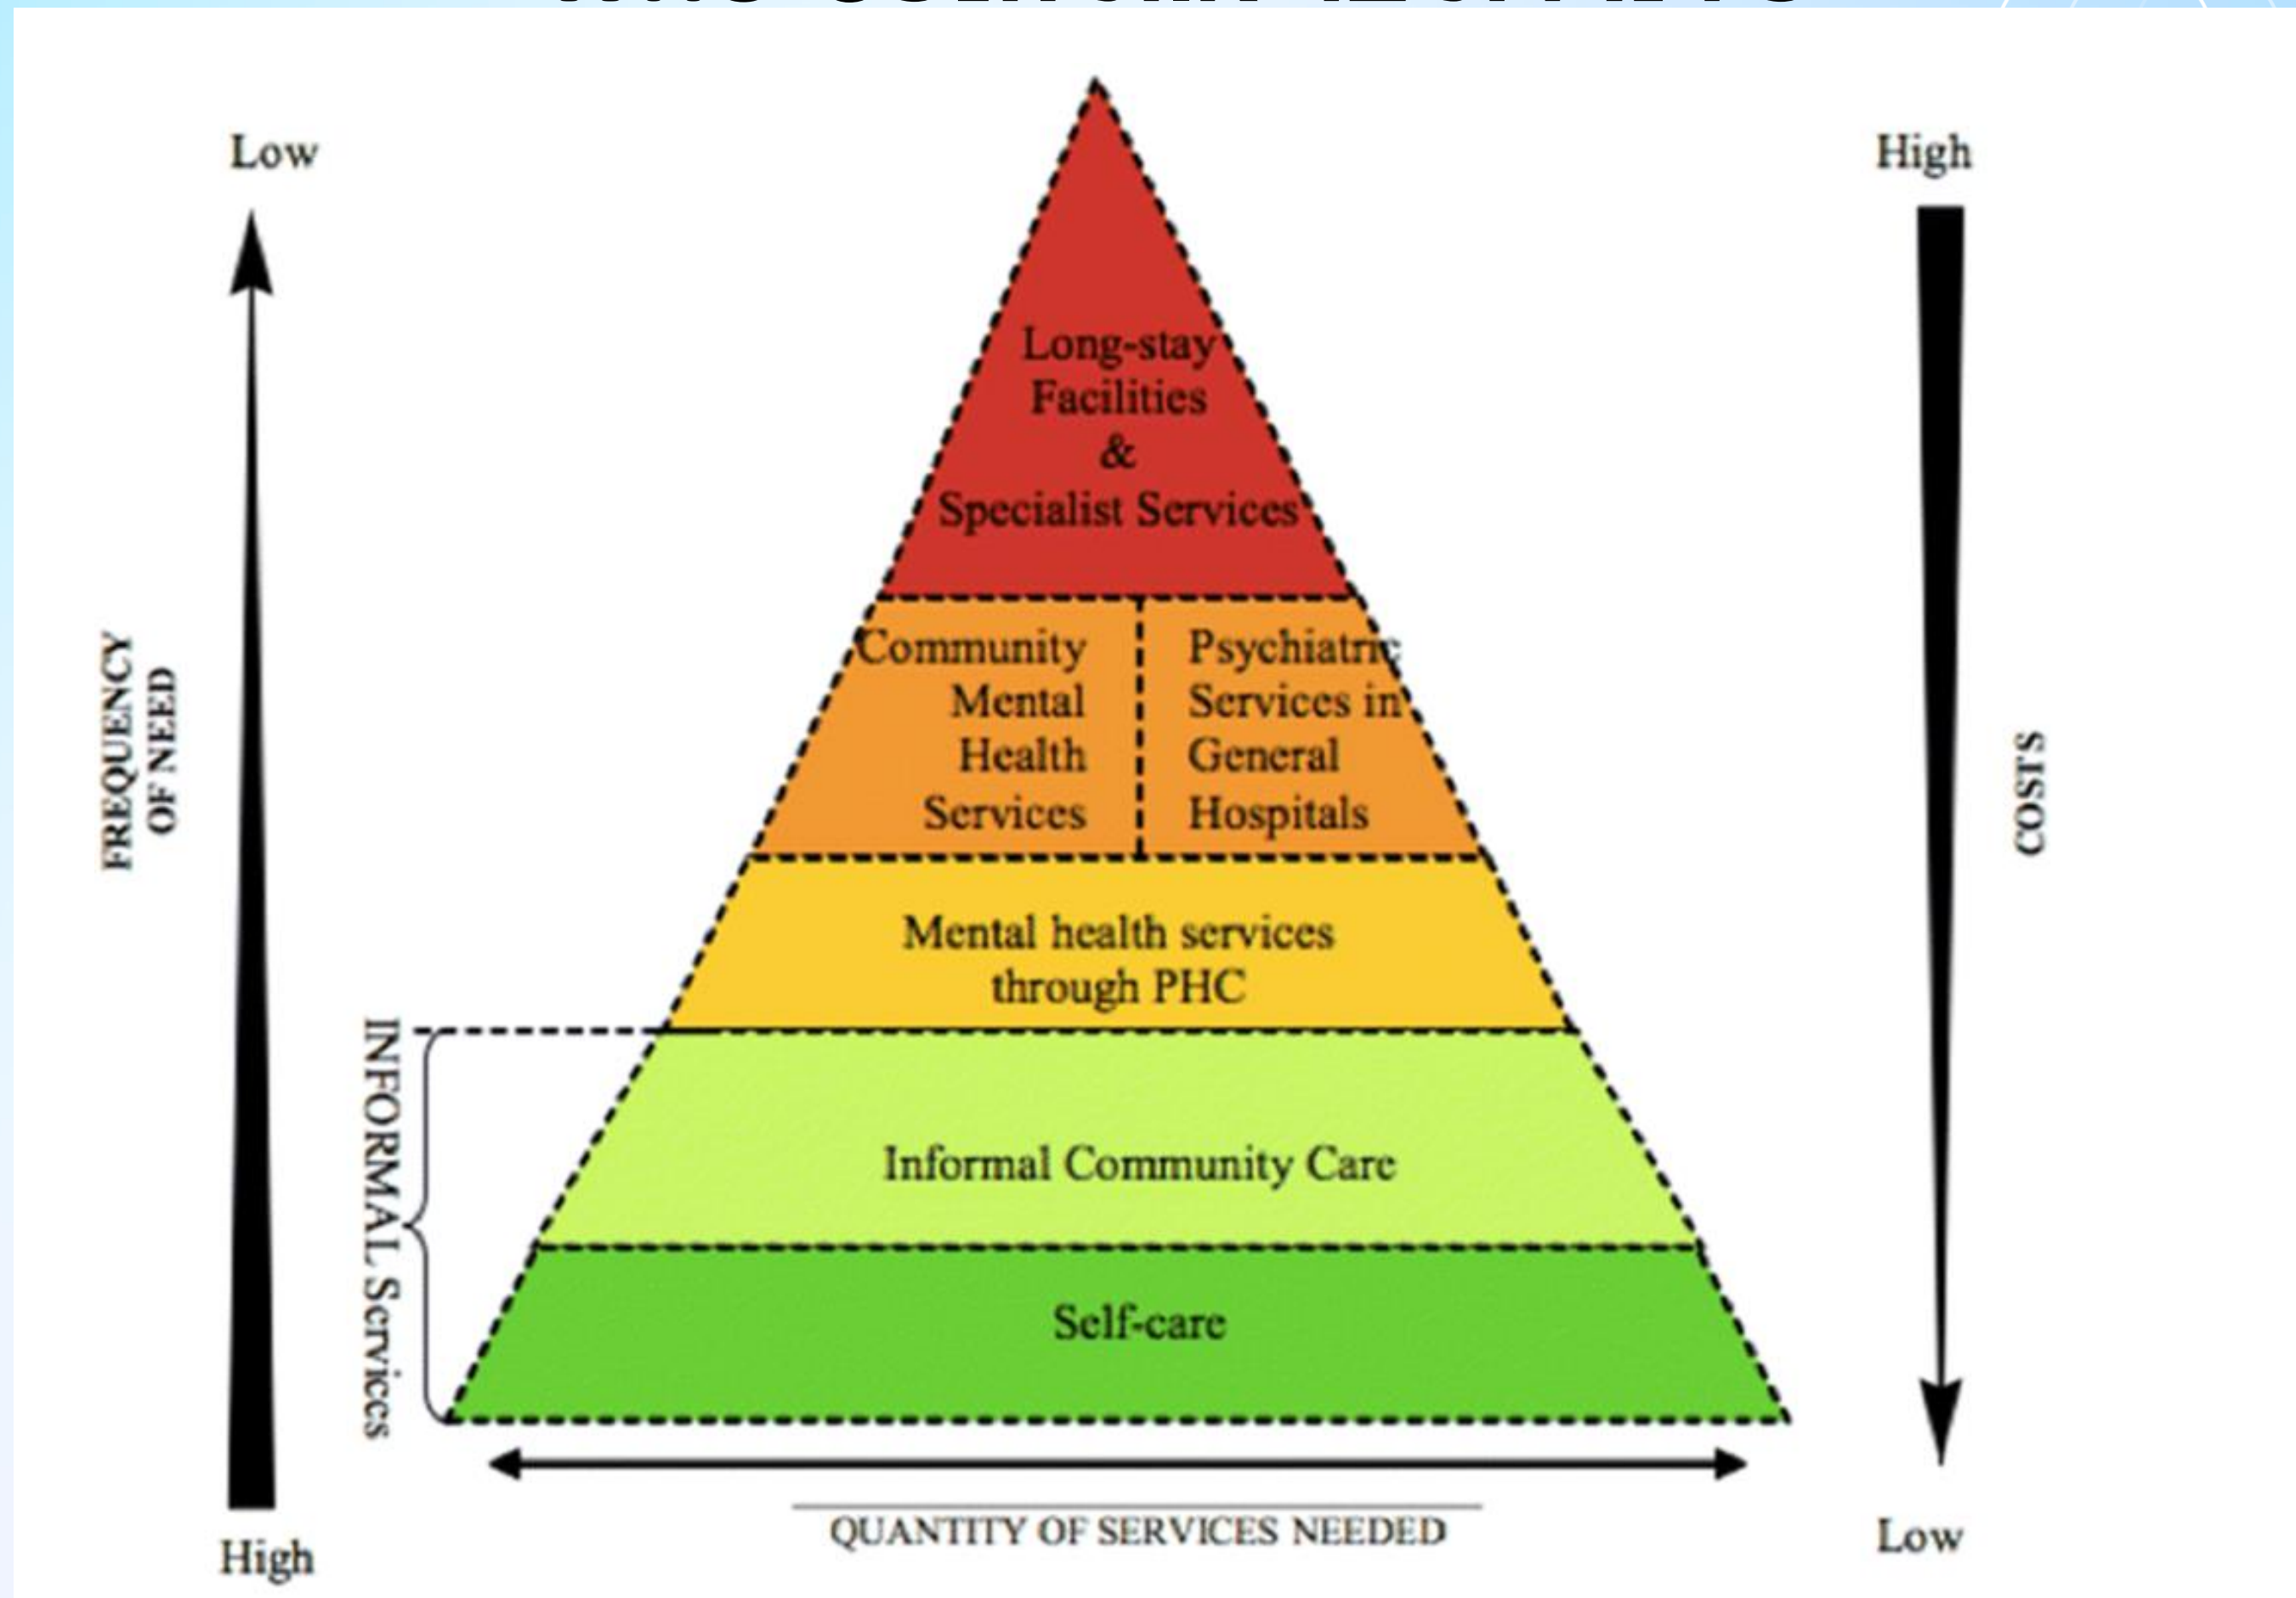 Low
High
Long-stay
Facilities
&
Specialist Services
Community
Mental
Health
Services
Psychiatric
Services in
General
Hospitals
FREQUENCY
OF NEED
COSTS
Mental health services
through PHC
INFORMAL Services
Informal Community Care
Self-care
QUANTITY OF SERVICES NEEDED
High
Low